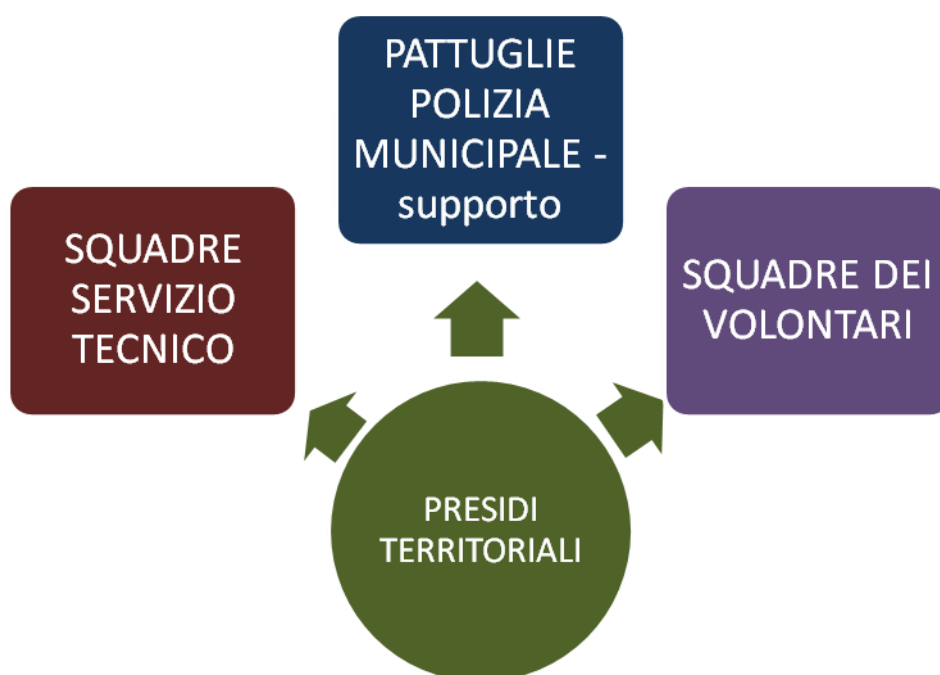 PATTUGLIE
POLIZIA
MUNICIPALE -
supporto
SQUADRE
SERVIZIO
TECNICO
SQUADRE DEI
VOLONTARI
PRESIDI
TERRITORIALI